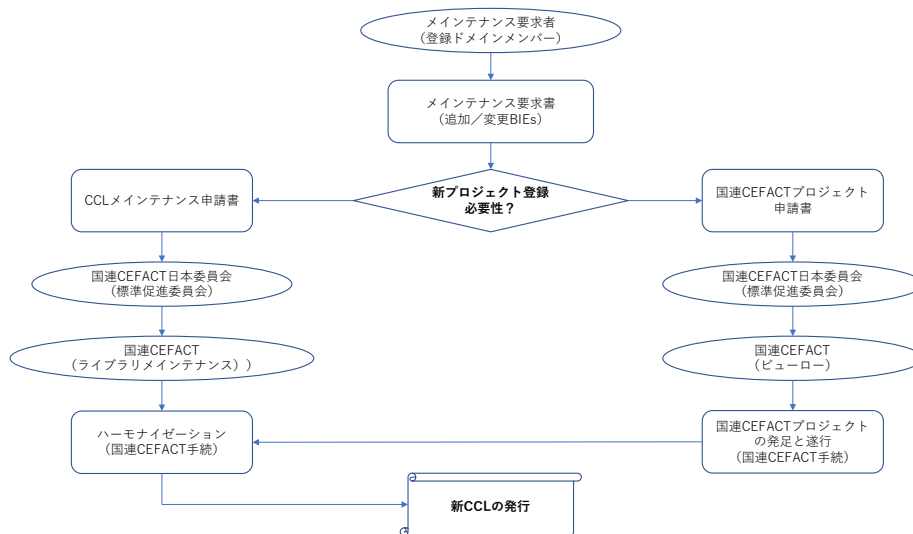 メインテナンス要求者
（登録ドメインメンバー）
メインテナンス要求書
（追加／変更BIEs）
新プロジェクト登録
必要性？
CCLメインテナンス申請書
国連CEFACTプロジェクト
申請書
国連CEFACT日本委員会
（標準促進委員会）
国連CEFACT日本委員会
（標準促進委員会）
国連CEFACT
（ライブラリメインテナンス））
国連CEFACT
（ビューロー）
ハーモナイゼーション
（国連CEFACT手続）
国連CEFACTプロジェクト
の発足と遂行
（国連CEFACT手続）
新CCLの発行